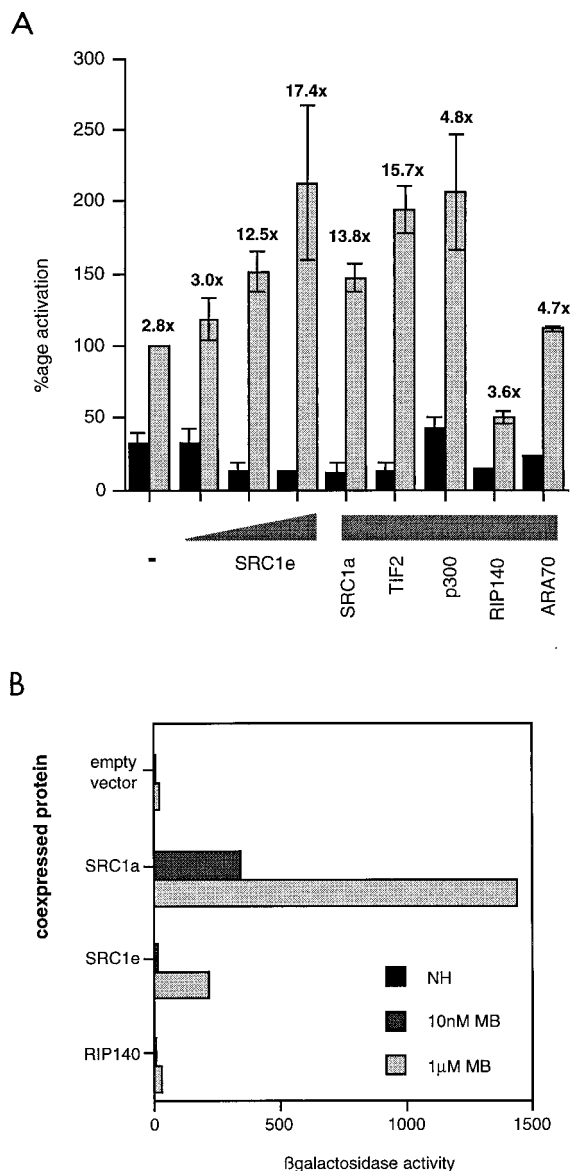 A
%age activation
300
250
200
150
100
50
0
2.8x
3.0x
12.5x
17.4x
13.8x
15.7x
4.8x
3.6x
4.7x
-
SRC1e
SRC1a
TIF2
p300
RIP140
ARA70
B
coexpressed protein
empty
vector
SRC1a
SRC1e
RIP140
NH
10nM MB
1µM MB
0
500
1000
1500
βgalactosidase activity